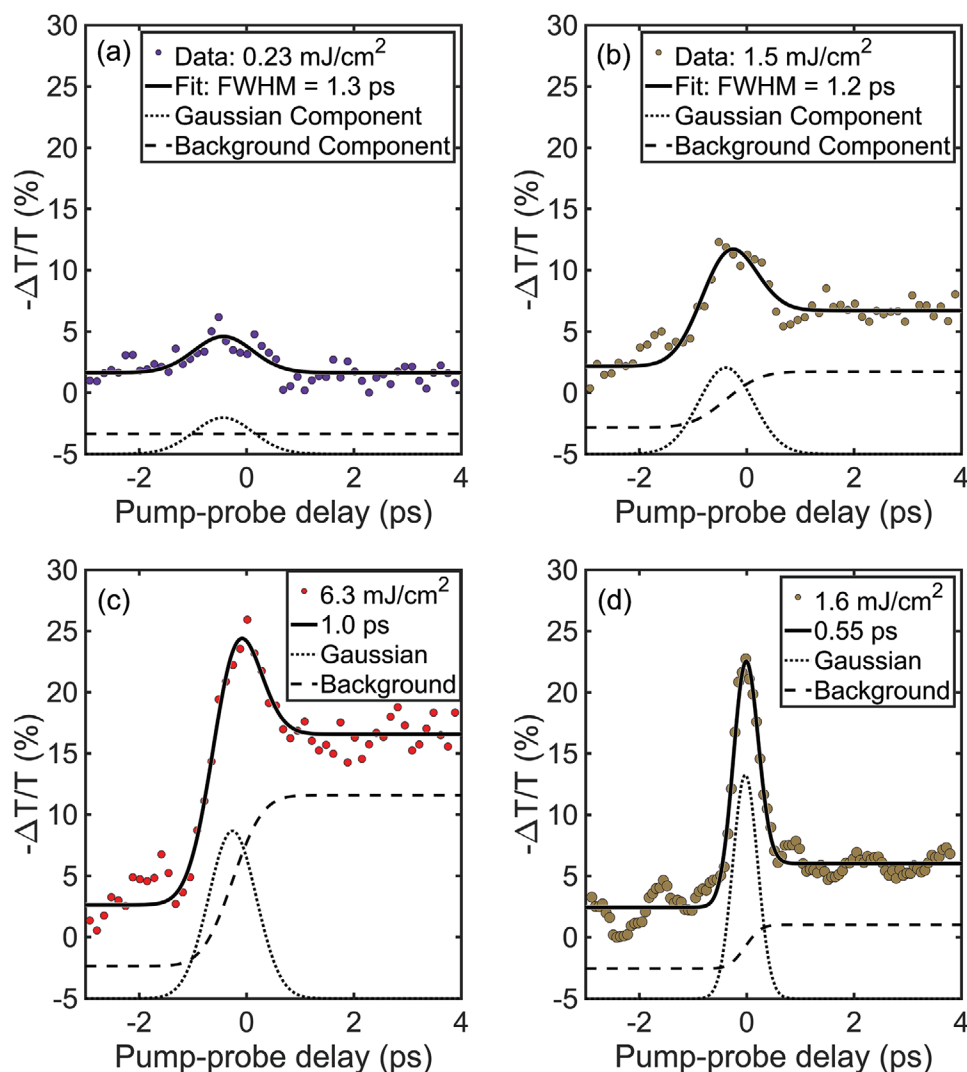 (a)
Data: 0.23 mJ/cm²
Fit: FWHM = 1.3 ps
Gaussian Component
Background Component
-ΔT/T (%)
30
25
20
15
10
5
0
-5
-2
0
2
4
Pump-probe delay (ps)
(b)
Data: 1.5 mJ/cm²
Fit: FWHM = 1.2 ps
Gaussian Component
Background Component
-ΔT/T (%)
30
25
20
15
10
5
0
-5
-2
0
2
4
Pump-probe delay (ps)
(c)
6.3 mJ/cm²
1.0 ps
Gaussian
Background
-ΔT/T (%)
30
25
20
15
10
5
0
-5
-2
0
2
4
Pump-probe delay (ps)
(d)
1.6 mJ/cm²
0.55 ps
Gaussian
Background
-ΔT/T (%)
30
25
20
15
10
5
0
-5
-2
0
2
4
Pump-probe delay (ps)